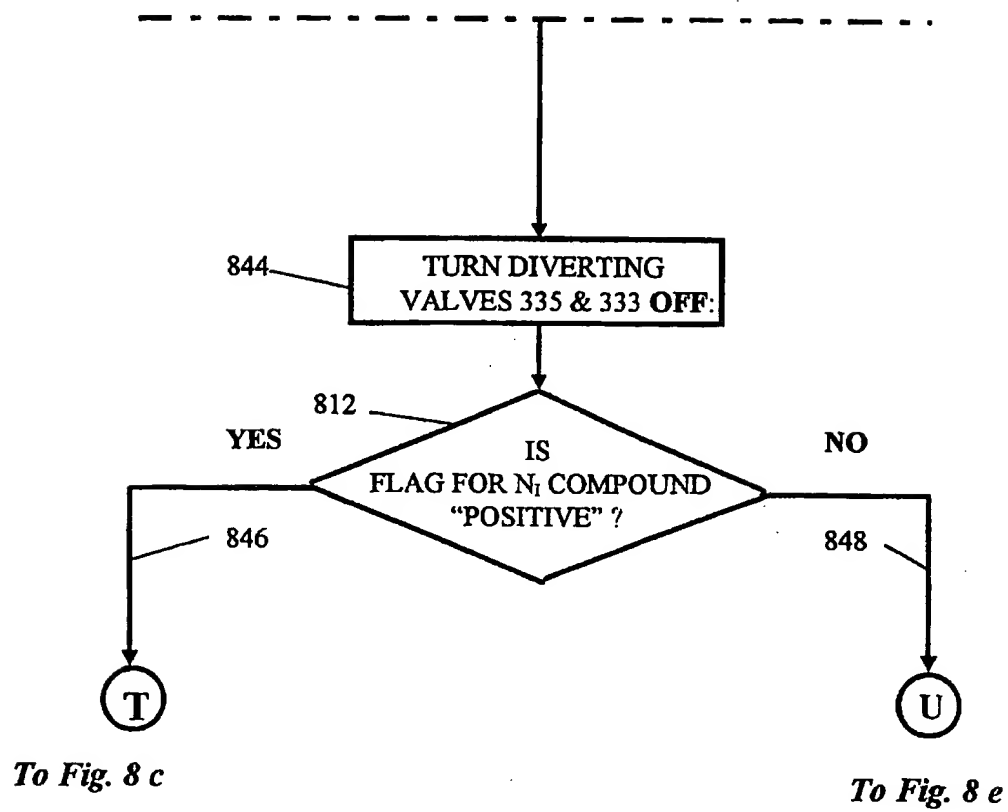 844
TURN DIVERTING
VALVES 335 & 333 OFF:
812
YES
IS
FLAG FOR NI COMPOUND
“POSITIVE” ?
NO
846
848
T
U
To Fig. 8 c
To Fig. 8 e